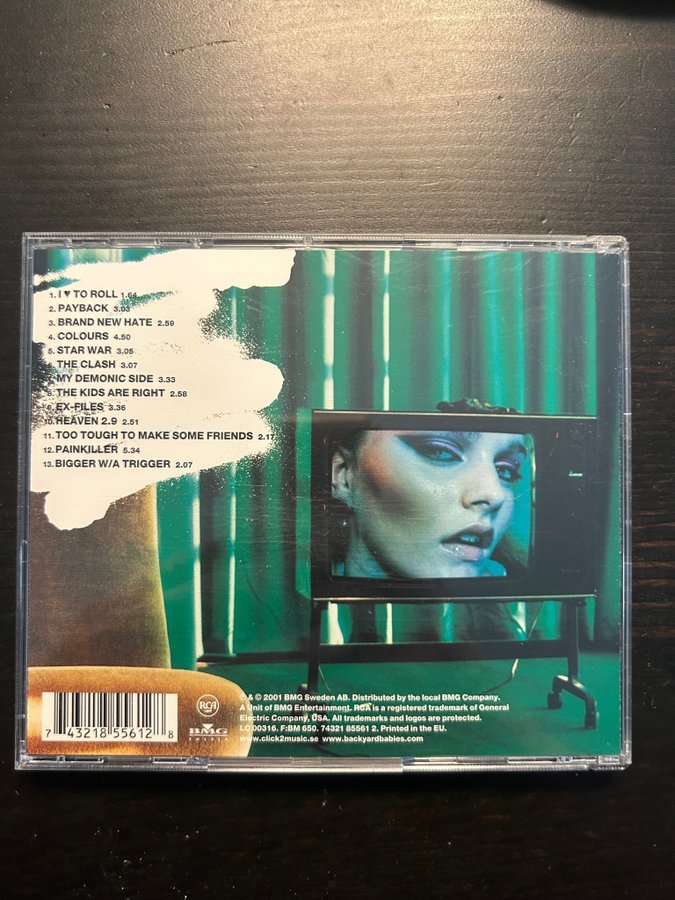 1. I ♥ TO ROLL 1.64
2. PAYBACK 3.03
3. BRAND NEW HATE 2.59
4. COLOURS 4.50
5. STAR WAR 3.05
THE CLASH 3.07
MY DEMONIC SIDE 3.33
8. THE KIDS ARE RIGHT 2.58
9. EX-FILES 3.36
10. HEAVEN 2.9 2.51
11. TOO TOUGH TO MAKE SOME FRIENDS 2.17
12. PAINKILLER 5.34
13. BIGGER W/A TRIGGER 2.07
7 43218 55612 8
RCA
BMG
℗ & © 2001 BMG Sweden AB. Distributed by the local BMG Company.
A Unit of BMG Entertainment. RCA is a registered trademark of General
Electric Company, USA. All trademarks and logos are protected.
LC 00316. F:BM 650. 74321 85561 2. Printed in the EU.
www.click2music.se www.backyardbabies.com